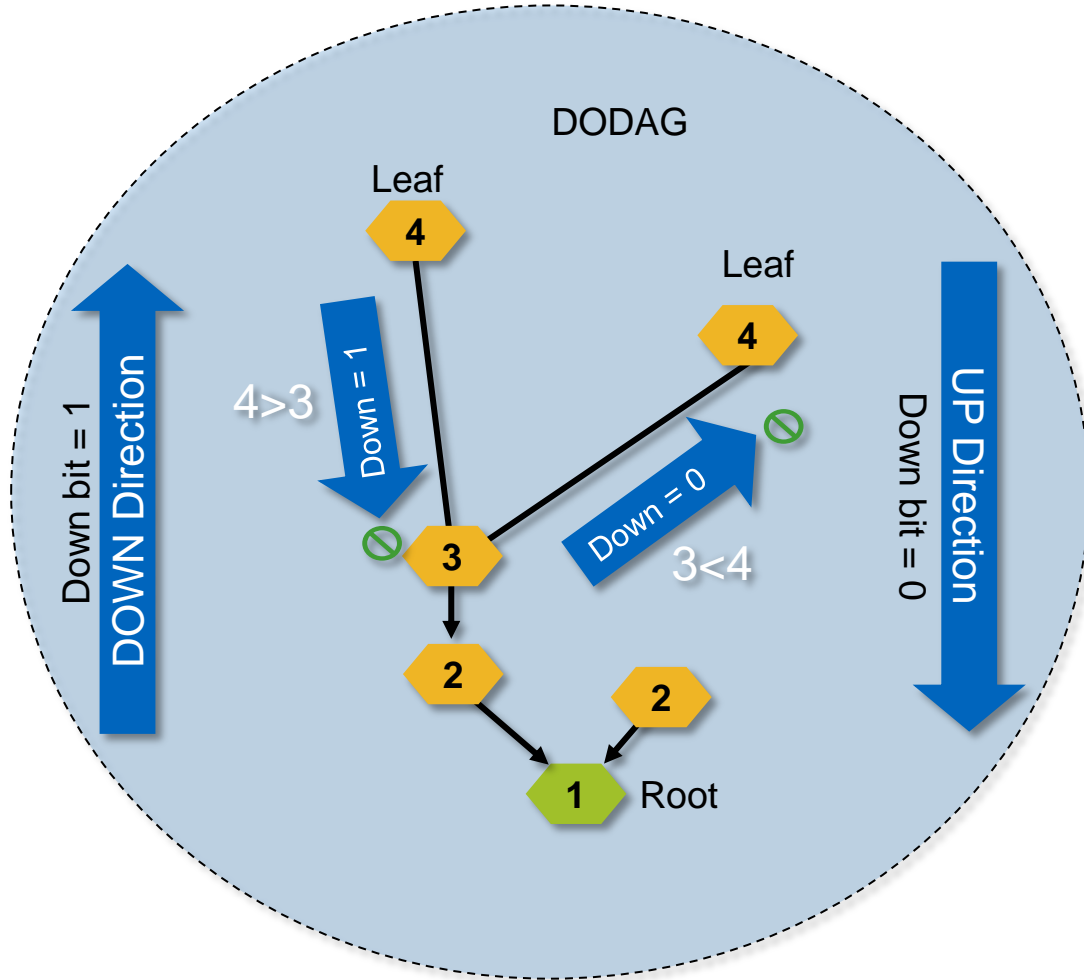 DODAG
Leaf
4
Leaf
4
Down = 1
4>3
Down bit = 1
DOWN Direction
UP Direction
Down bit = 0
Down = 0
3<4
3
2
2
1
Root